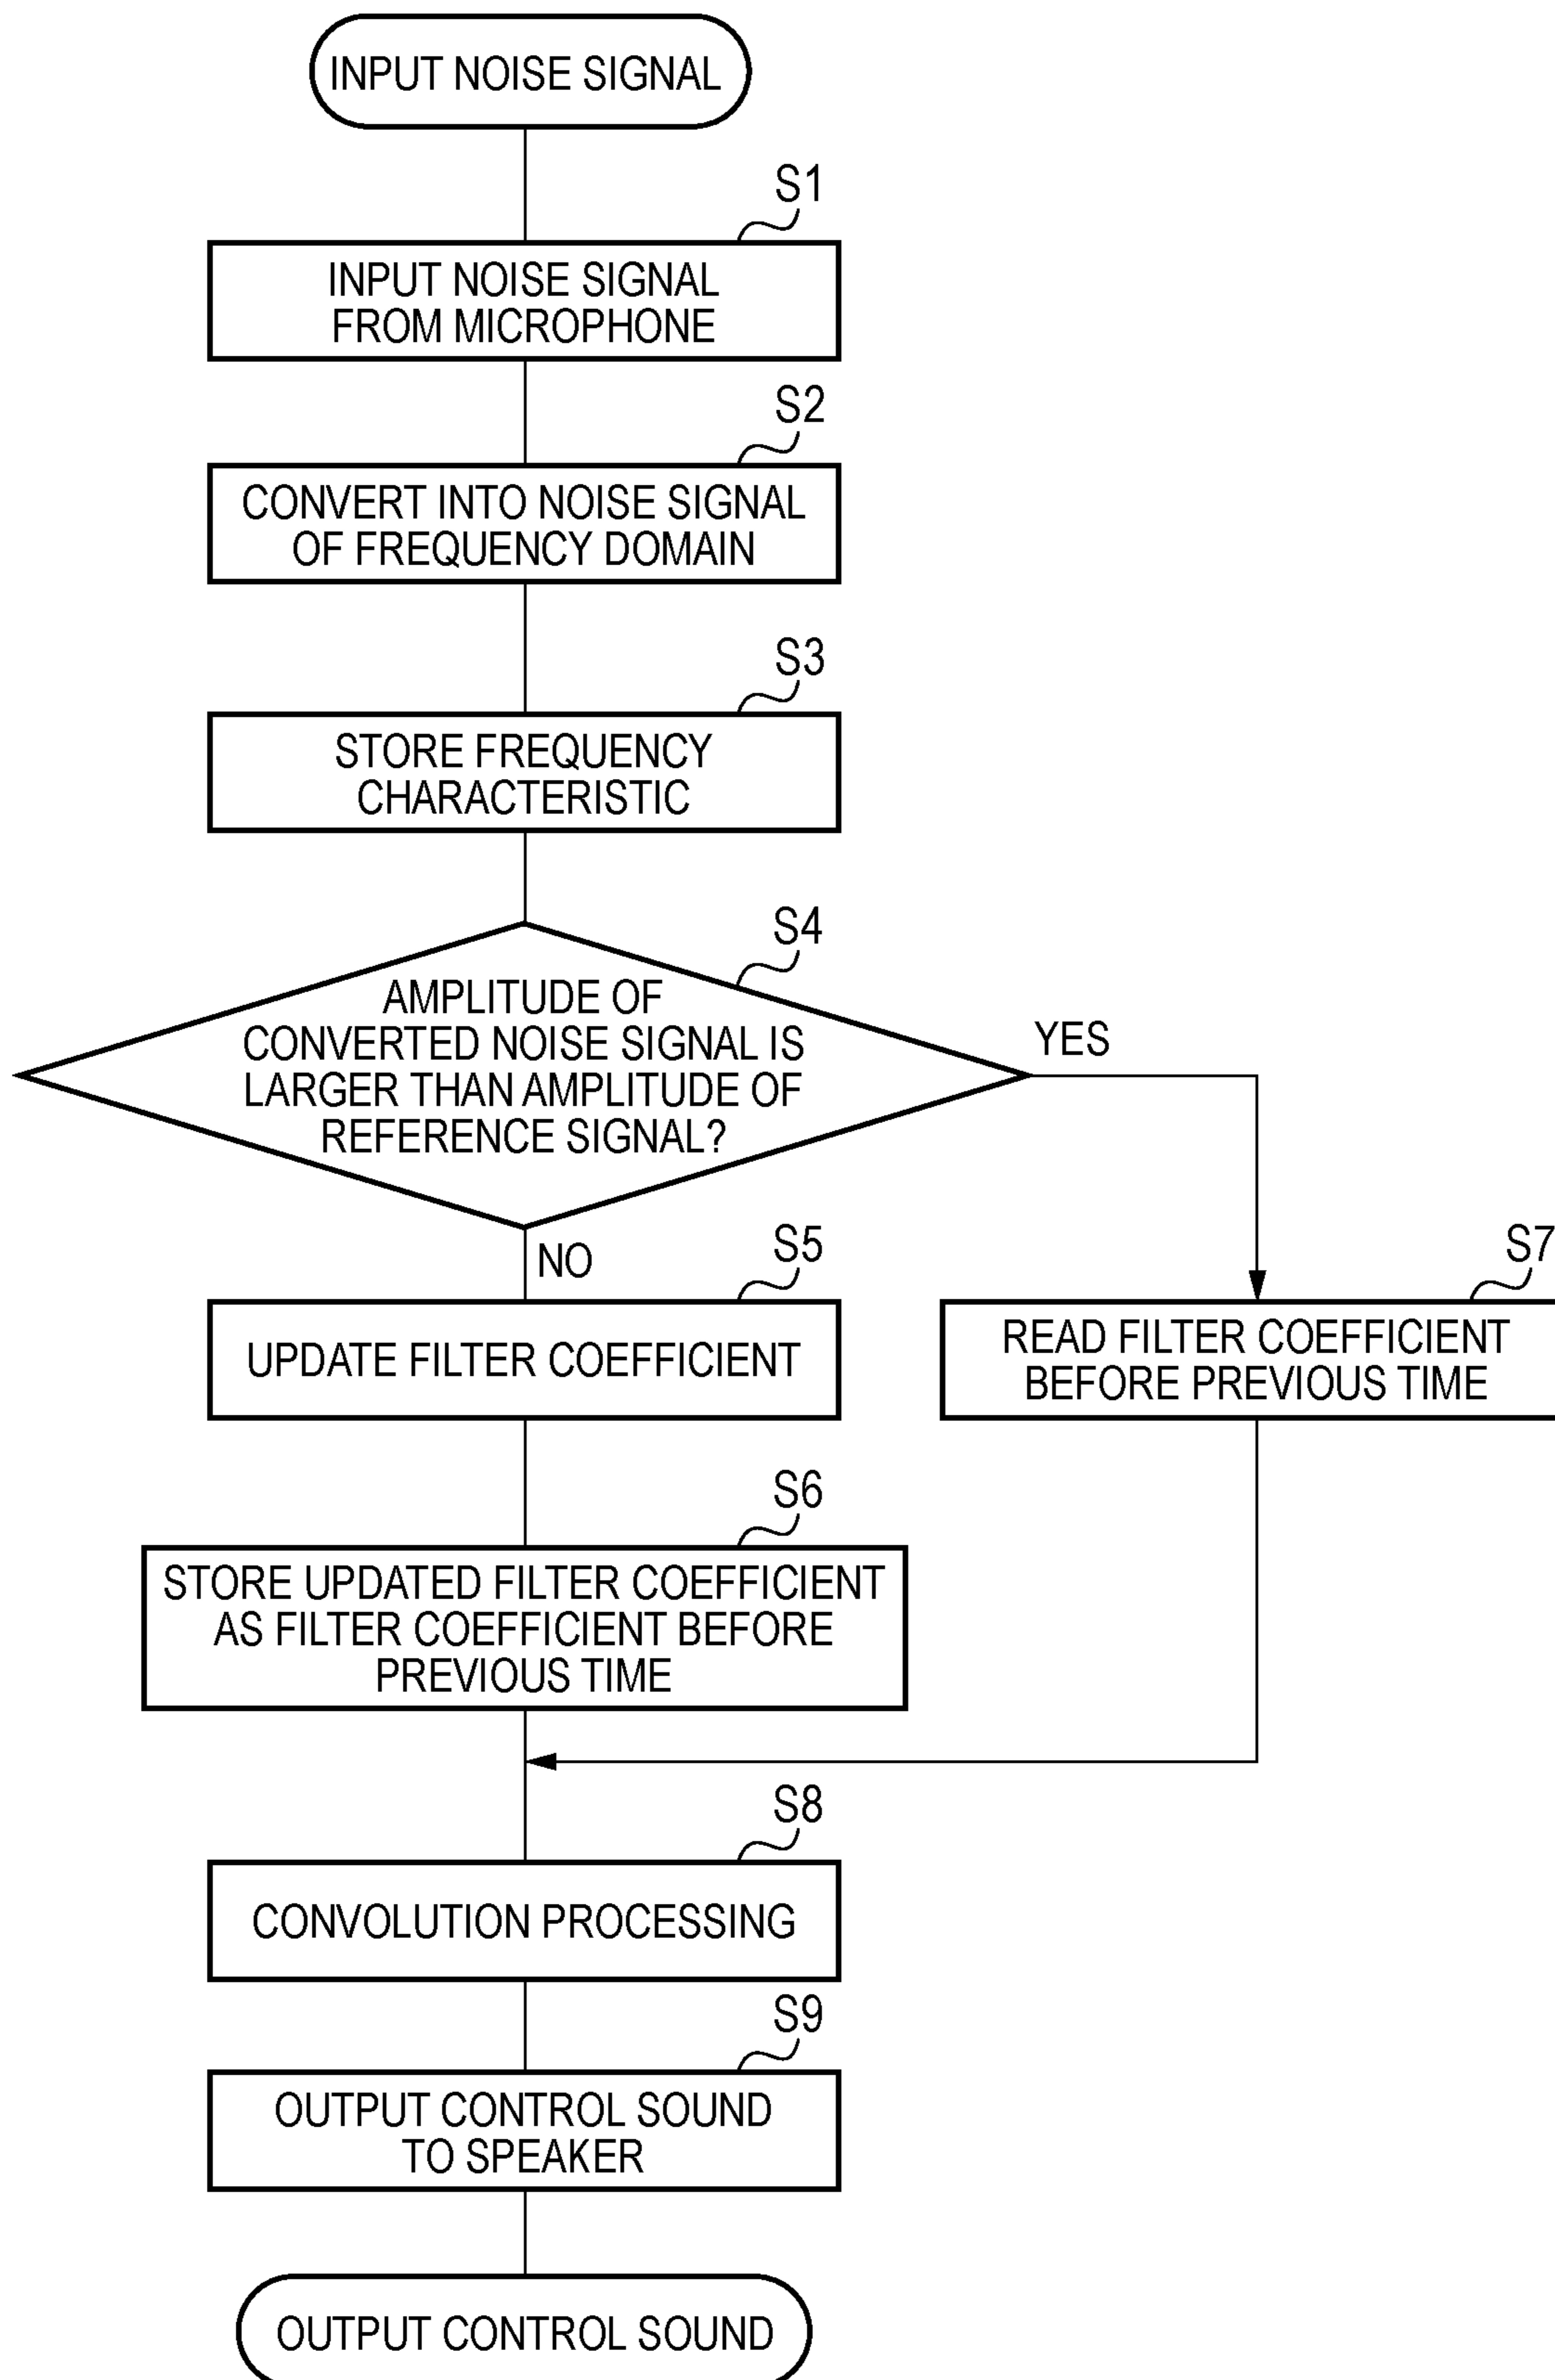 INPUT NOISE SIGNAL
S1
INPUT NOISE SIGNAL
FROM MICROPHONE
S2
CONVERT INTO NOISE SIGNAL
OF FREQUENCY DOMAIN
S3
STORE FREQUENCY
CHARACTERISTIC
S4
AMPLITUDE OF
CONVERTED NOISE SIGNAL IS
LARGER THAN AMPLITUDE OF
REFERENCE SIGNAL?
YES
NO
S5
UPDATE FILTER COEFFICIENT
S7
READ FILTER COEFFICIENT
BEFORE PREVIOUS TIME
S6
STORE UPDATED FILTER COEFFICIENT
AS FILTER COEFFICIENT BEFORE
PREVIOUS TIME
S8
CONVOLUTION PROCESSING
S9
OUTPUT CONTROL SOUND
TO SPEAKER
OUTPUT CONTROL SOUND